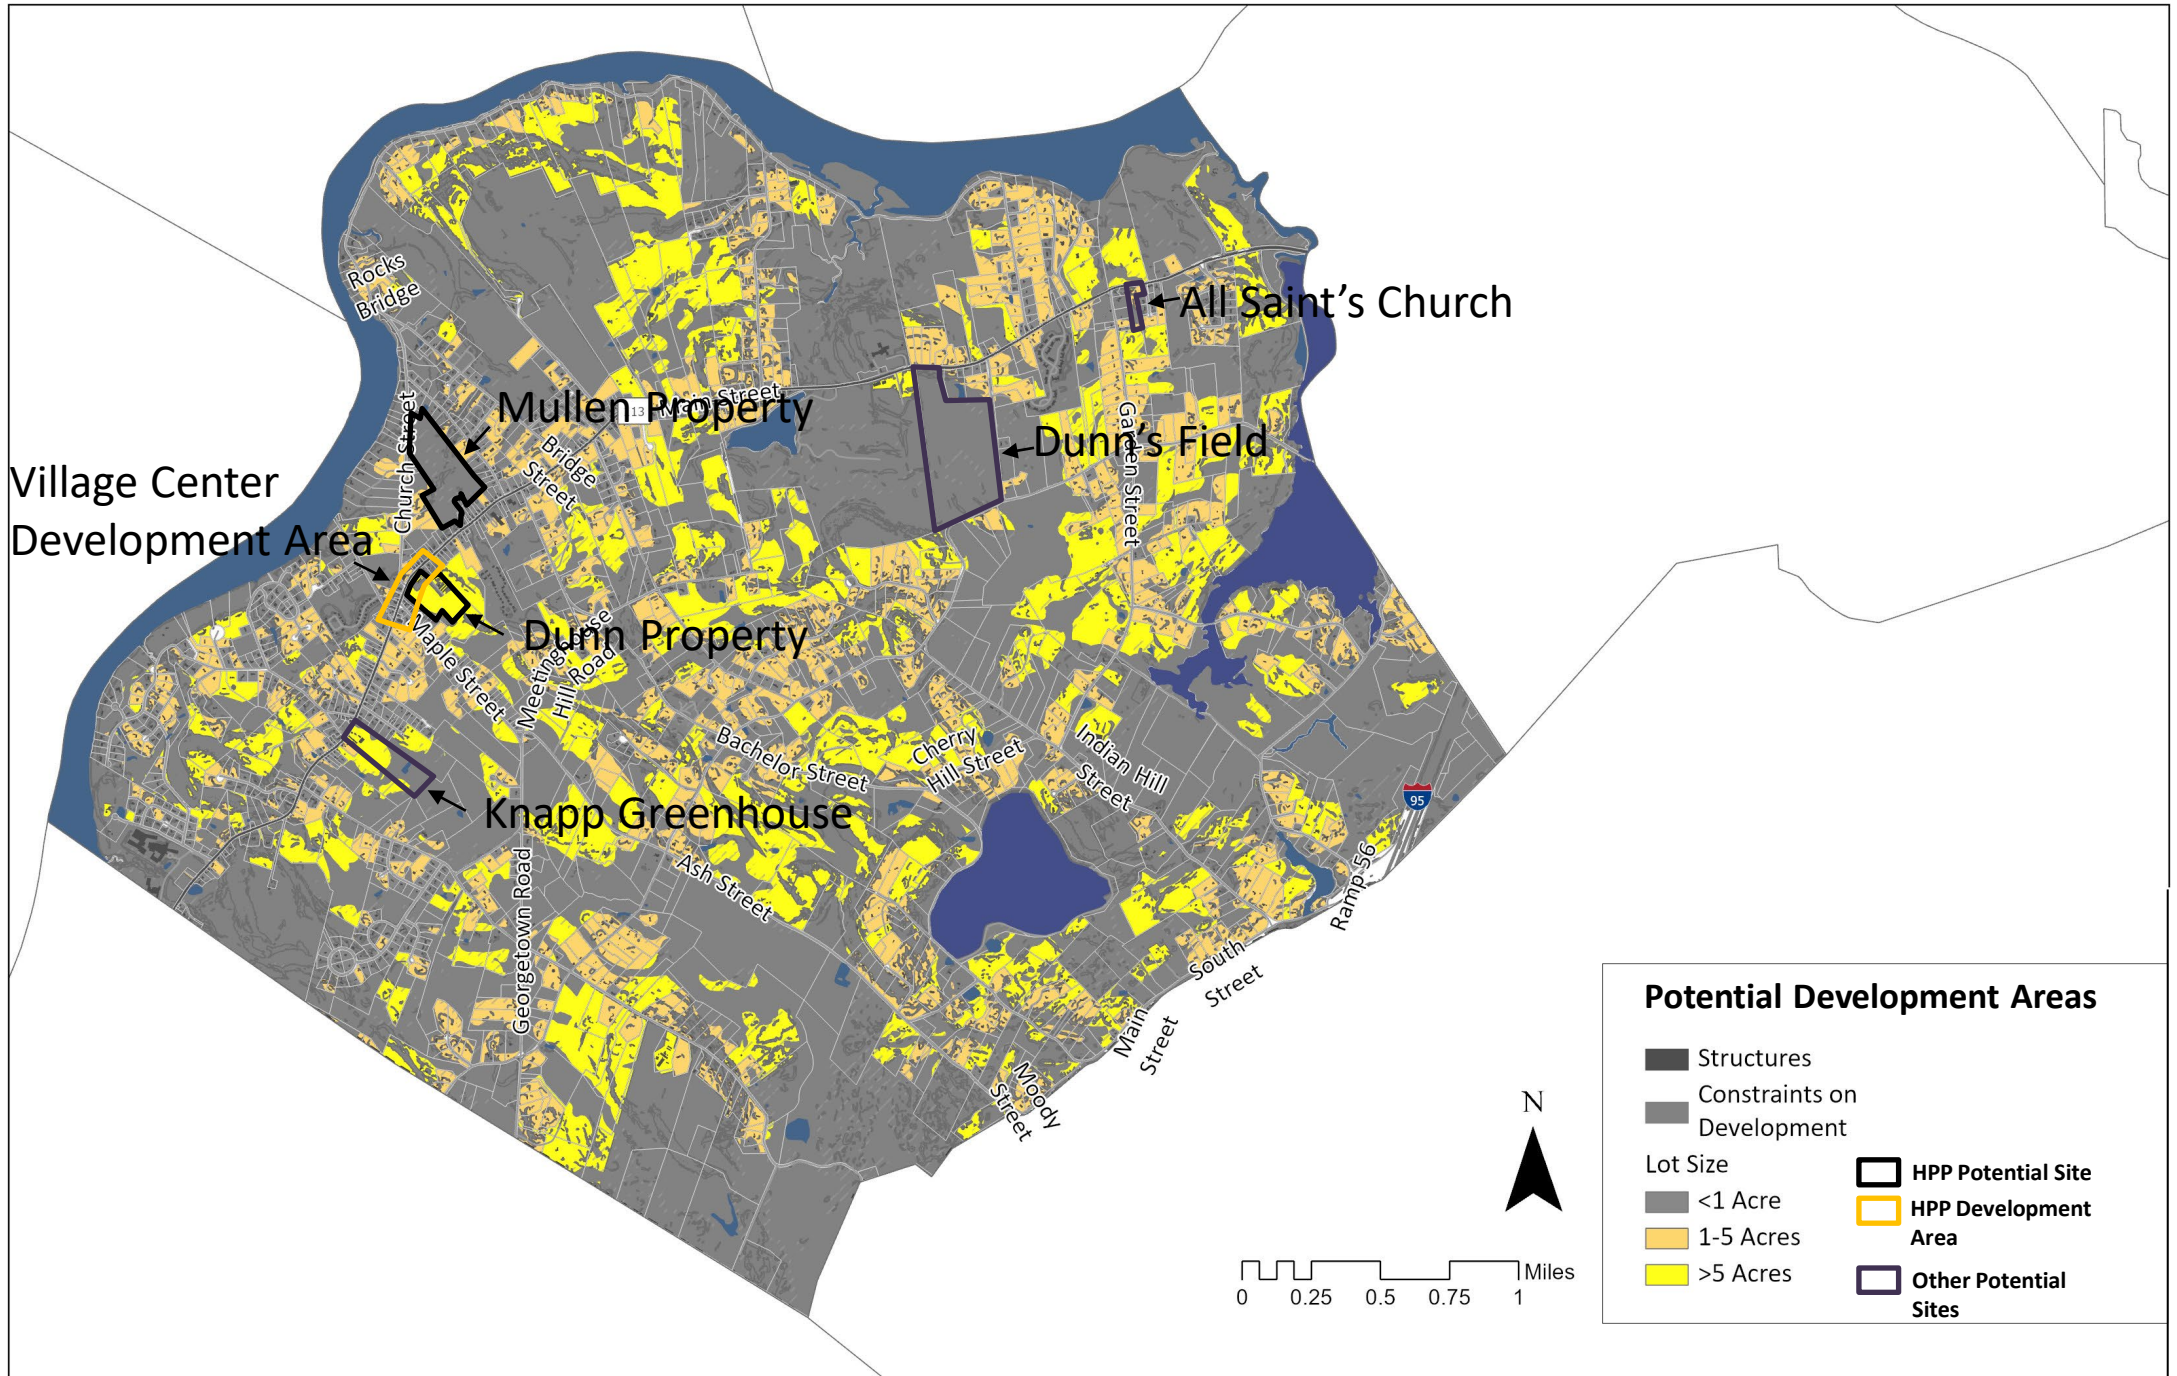 Rocks
Bridge
All Saint's Church
Church Street
Mullen Property
13
Main Street
Bridge
Street
Dunn's Field
Garden Street
Village Center
Development Area
Dunn Property
Maple Street
Meetinghouse
Hill Road
Bachelor Street
Cherry
Hill Street
Indian Hill
Street
95
Knapp Greenhouse
Ash Street
Georgetown Road
Ramp 56
South
Street
Main
Street
Moody
Street
Potential Development Areas
Structures
Constraints on
Development
Lot Size
<1 Acre
1-5 Acres
>5 Acres
HPP Potential Site
HPP Development
Area
Other Potential
Sites
N
Miles
0 0.25 0.5 0.75 1